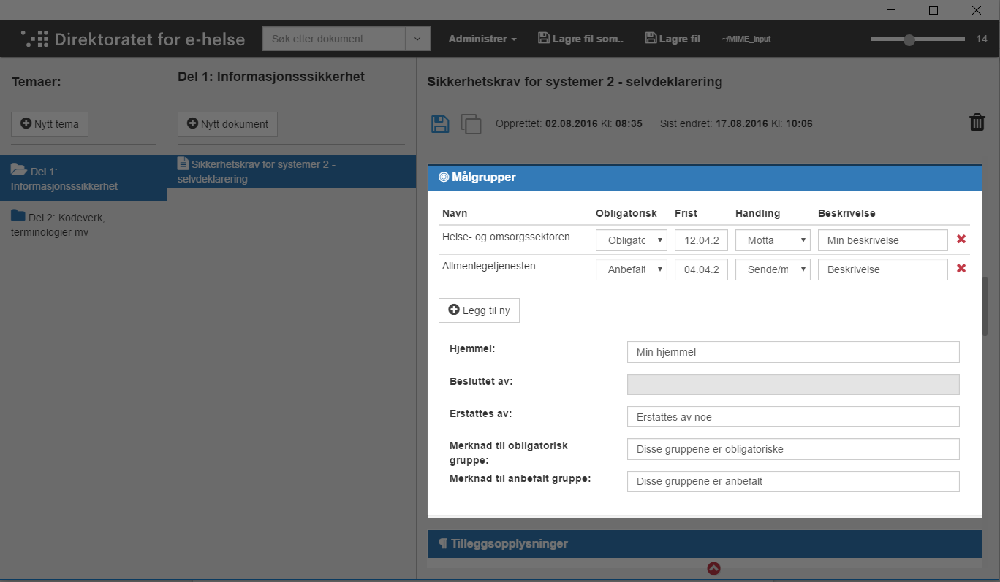 Direktoratet for e-helse
Søk etter dokument...
Administrer
Lagre fil som..
Lagre fil
~/MIME_input
14
Temaer:
Nytt tema
Del 1:
Informasjonsssikkerhet
Del 2: Kodeverk,
terminologier mv
Del 1: Informasjonsssikkerhet
Nytt dokument
Sikkerhetskrav for systemer 2 -
selvdeklarering
Sikkerhetskrav for systemer 2 - selvdeklarering
Opprettet: 02.08.2016 Kl: 08:35 Sist endret: 17.08.2016 Kl: 10:06
Målgrupper
Navn Obligatorisk Frist Handling Beskrivelse
Helse- og omsorgssektoren Obligato 12.04.2 Motta Min beskrivelse
Allmenlegetjenesten Anbefalt 04.04.2 Sende/m Beskrivelse
Legg til ny
Hjemmel: Min hjemmel
Besluttet av:
Erstattes av: Erstattes av noe
Merknad til obligatorisk
gruppe: Disse gruppene er obligatoriske
Merknad til anbefalt gruppe: Disse gruppene er anbefalt
Tilleggsopplysninger